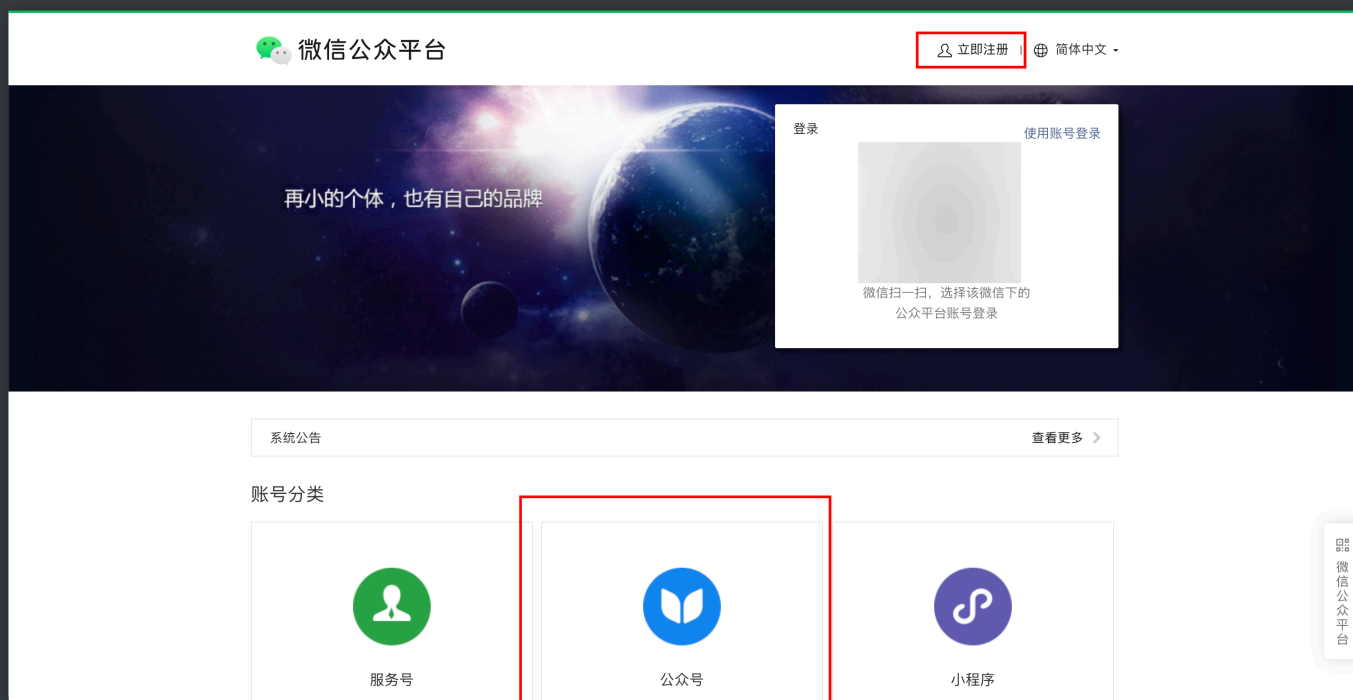 微信公众平台
立即注册
简体中文
登录
使用账号登录
再小的个体，也有自己的品牌
微信扫一扫，选择该微信下的
公众平台账号登录
系统公告
查看更多
账号分类
服务号
公众号
小程序
微信公众平台